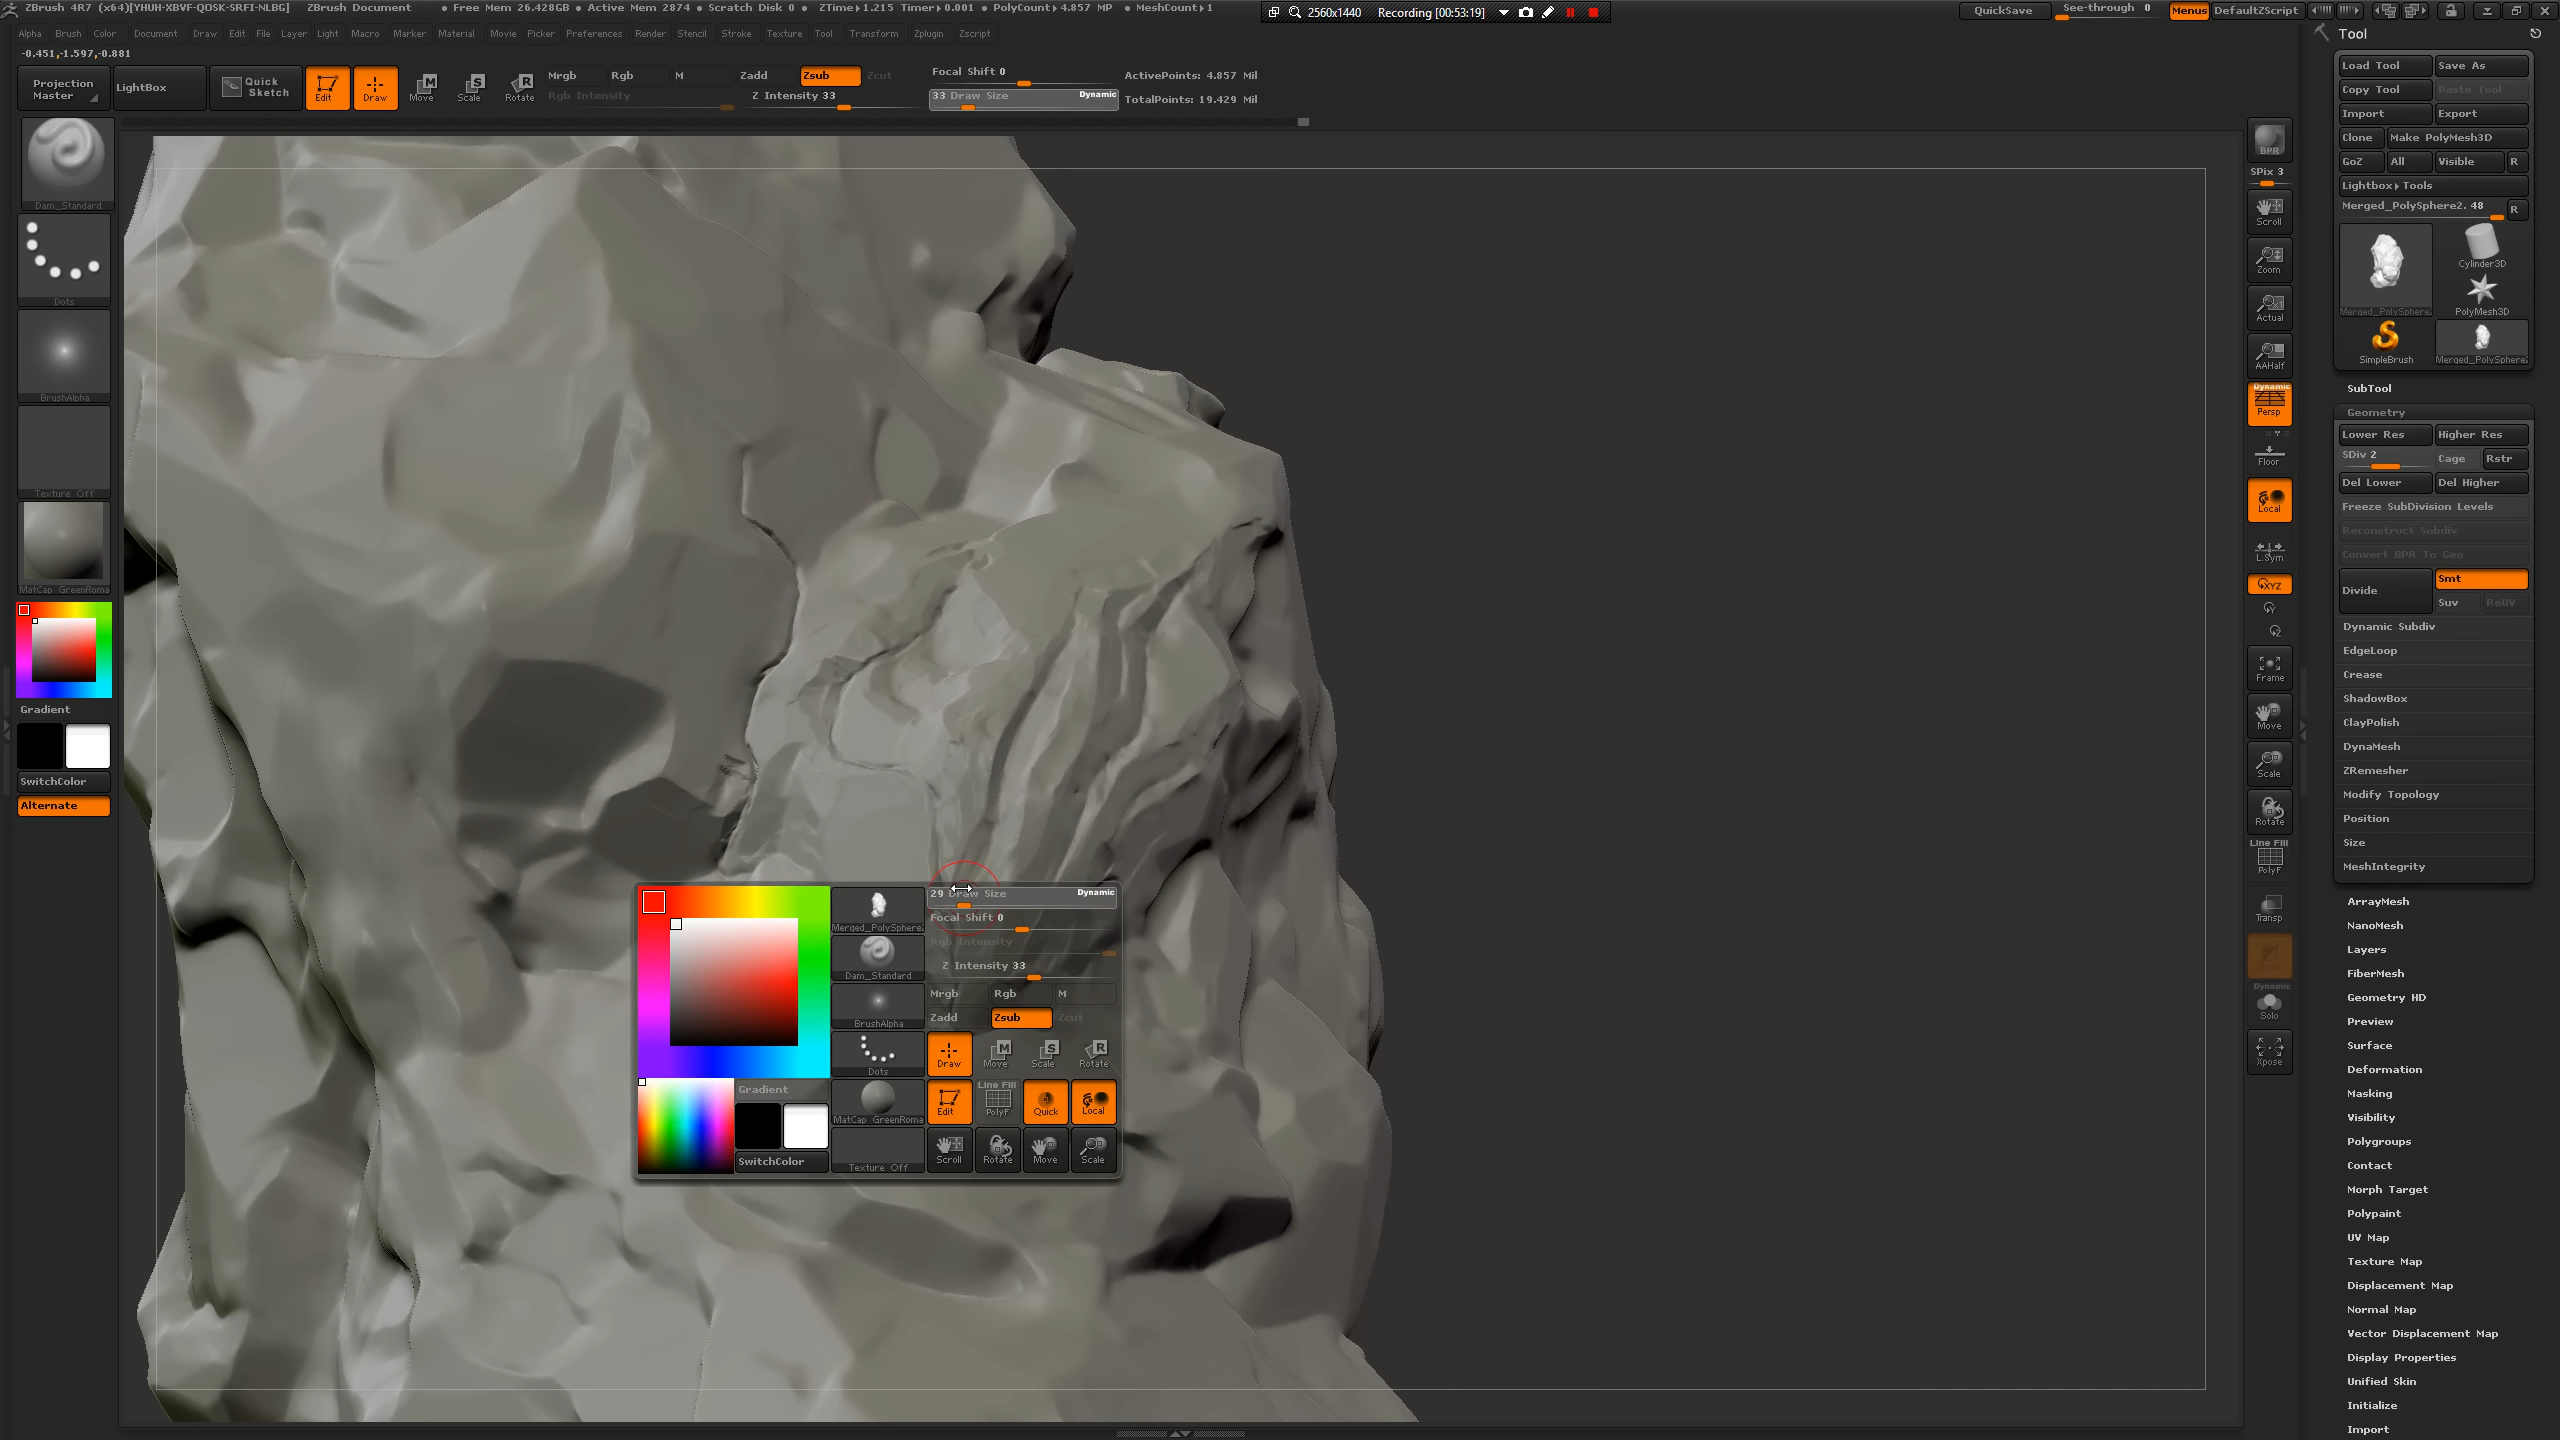 ZBrush 4R7 (x64)[YHUH-XBVF-QOSK-SRFI-NLBG] ZBrush Document • Free Mem 26.428GB • Active Mem 2874 • Scratch Disk 0 • ZTime▸1.215 Timer▸0.001 • PolyCount▸4.857 MP • MeshCount▸1
2560x1440 Recording [00:53:19]
QuickSave See-through 0 Menus DefaultZScript
Alpha Brush Color Document Draw Edit File Layer Light Macro Marker Material Movie Picker Preferences Render Stencil Stroke Texture Tool Transform Zplugin Zscript
-0.451,-1.597,-0.881
Projection Master
LightBox
Quick Sketch
Edit
Draw
Move
Scale
Rotate
Mrgb Rgb M
Rgb Intensity
Zadd Zsub Zcut
Z Intensity 33
Focal Shift 0
33 Draw Size Dynamic
ActivePoints: 4.857 Mil
TotalPoints: 19.429 Mil
Dam_Standard
Dots
BrushAlpha
Texture Off
MatCap GreenRoma
Gradient
SwitchColor
Alternate
Merged_PolySphere2
Dam_Standard
BrushAlpha
Dots
MatCap GreenRoma
Texture Off
Gradient
SwitchColor
29 Draw Size Dynamic
Focal Shift 0
Rgb Intensity
Z Intensity 33
Mrgb Rgb M
Zadd Zsub Zcut
Draw Move Scale Rotate
Line Fill
Edit PolyF Quick Local
Scroll Rotate Move Scale
BPR
SPix 3
Scroll
Zoom
Actual
AAHalf
Dynamic
Persp
Floor
Local
L.Sym
XYZ
Frame
Move
Scale
Rotate
Line Fill
PolyF
Transp
Dynamic
Solo
Xpose
Tool
Load Tool Save As
Copy Tool Paste Tool
Import Export
Clone Make PolyMesh3D
GoZ All Visible R
Lightbox▸Tools
Merged_PolySphere2. 48 R
Merged_PolySphere2
Cylinder3D
PolyMesh3D
SimpleBrush
Merged_PolySphere2
SubTool
Geometry
Lower Res Higher Res
SDiv 2 Cage Rstr
Del Lower Del Higher
Freeze SubDivision Levels
Reconstruct Subdiv
Convert BPR To Geo
Divide Smt
Suv ReUV
Dynamic Subdiv
EdgeLoop
Crease
ShadowBox
ClayPolish
DynaMesh
ZRemesher
Modify Topology
Position
Size
MeshIntegrity
ArrayMesh
NanoMesh
Layers
FiberMesh
Geometry HD
Preview
Surface
Deformation
Masking
Visibility
Polygroups
Contact
Morph Target
Polypaint
UV Map
Texture Map
Displacement Map
Normal Map
Vector Displacement Map
Display Properties
Unified Skin
Initialize
Import